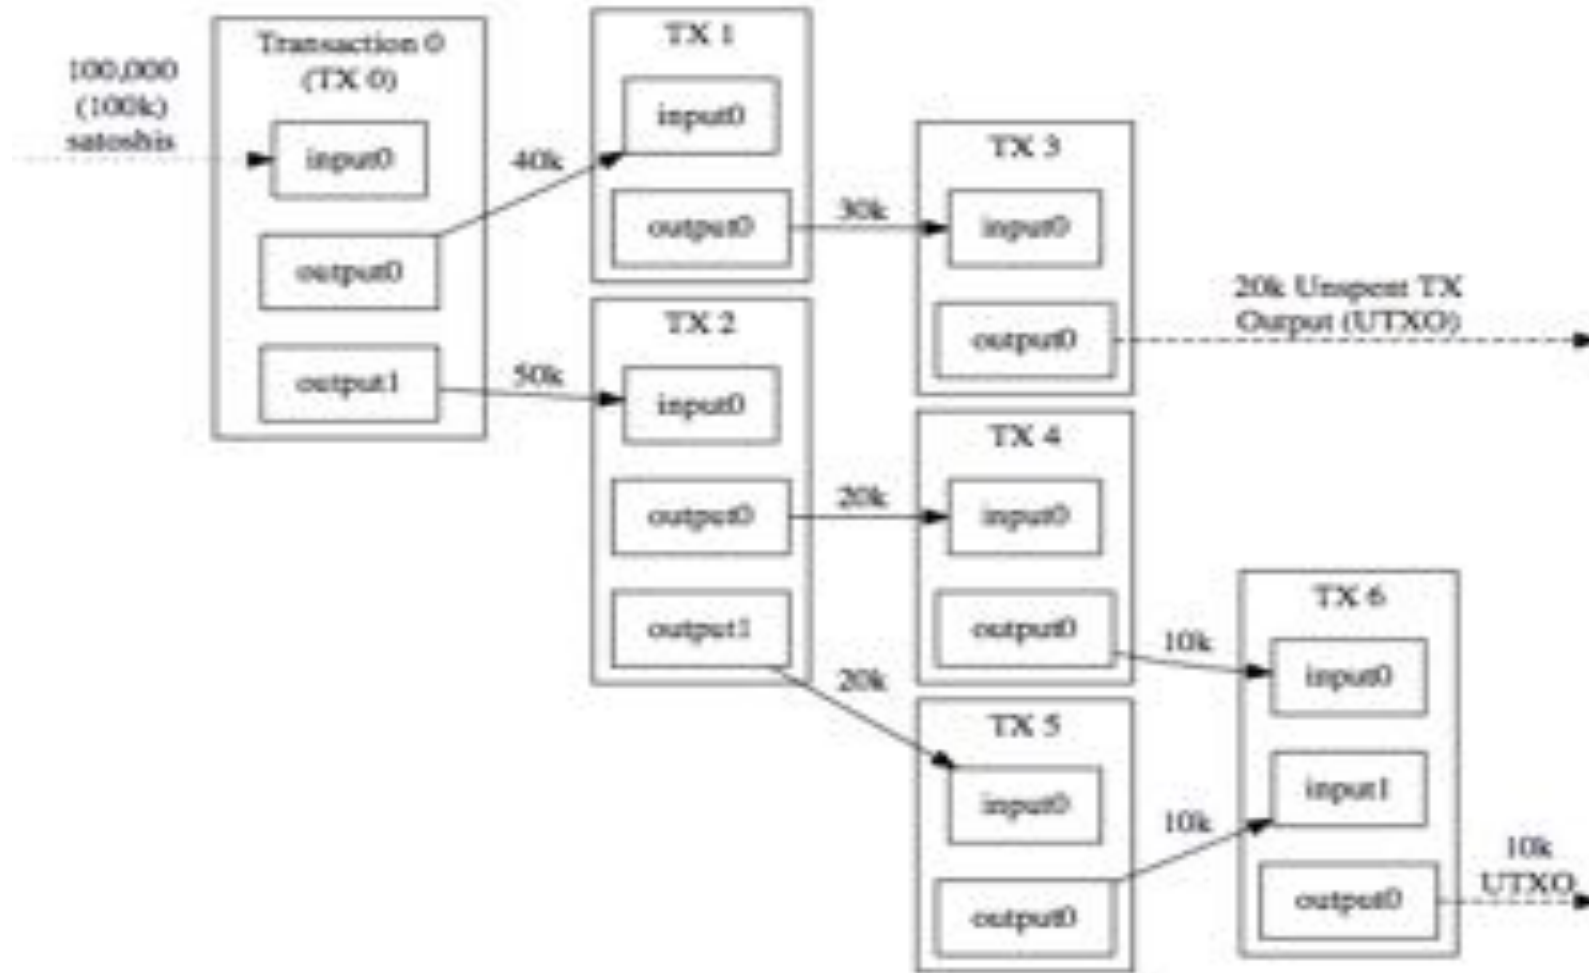 100,000
(100k)
satoshis
Transaction 0
(TX 0)
input0
output0
output1
40k
50k
TX 1
input0
output0
30k
TX 2
input0
output0
output1
20k
20k
TX 3
input0
output0
20k Unspent TX
Output (UTXO)
TX 4
input0
output0
10k
TX 5
input0
output0
10k
TX 6
input0
input1
output0
10k
UTXO